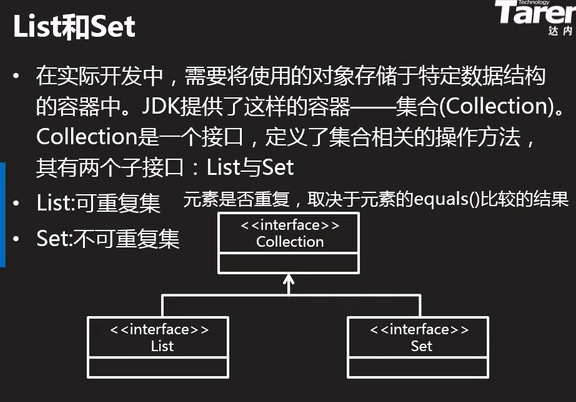 List和Set
Technology
Tarer
达内
• 在实际开发中，需要将使用的对象存储于特定数据结构
的容器中。JDK提供了这样的容器——集合(Collection)。
Collection是一个接口，定义了集合相关的操作方法，
其有两个子接口：List与Set
• List:可重复集
元素是否重复，取决于元素的equals()比较的结果
• Set:不可重复集
<<interface>>
Collection
<<interface>>
List
<<interface>>
Set